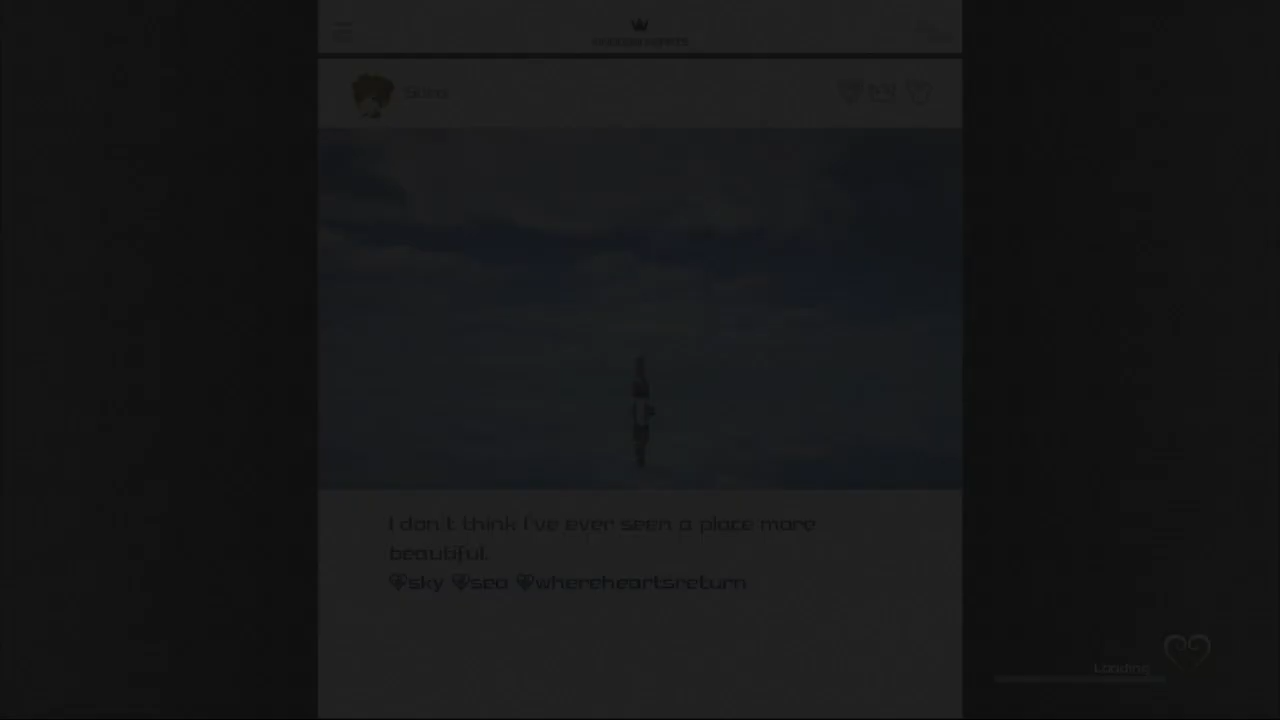 Sora
I don't think I've ever seen a place more
beautiful.
sky sea whereheartsreturn
Loading